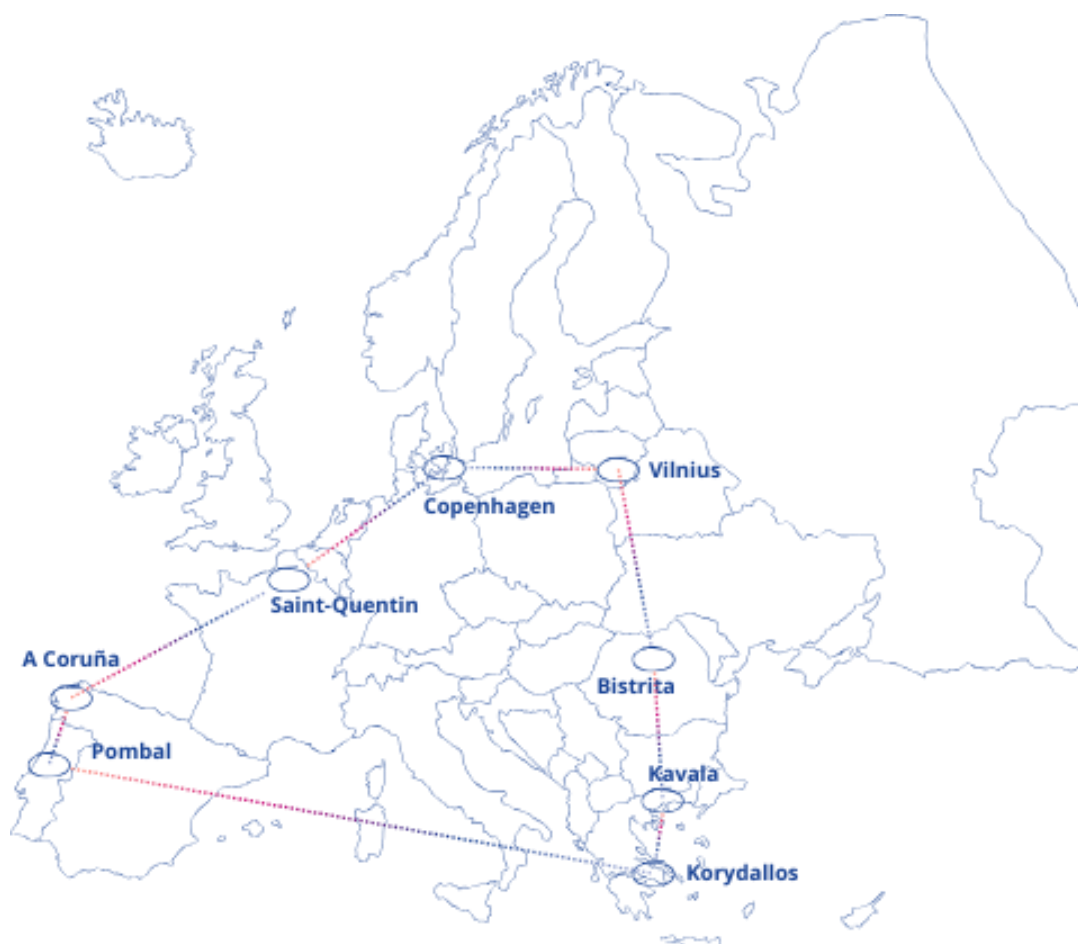 Vilnius
Copenhagen
Saint-Quentin
A Coruña
Bistrita
Pombal
Kavala
Korydallos